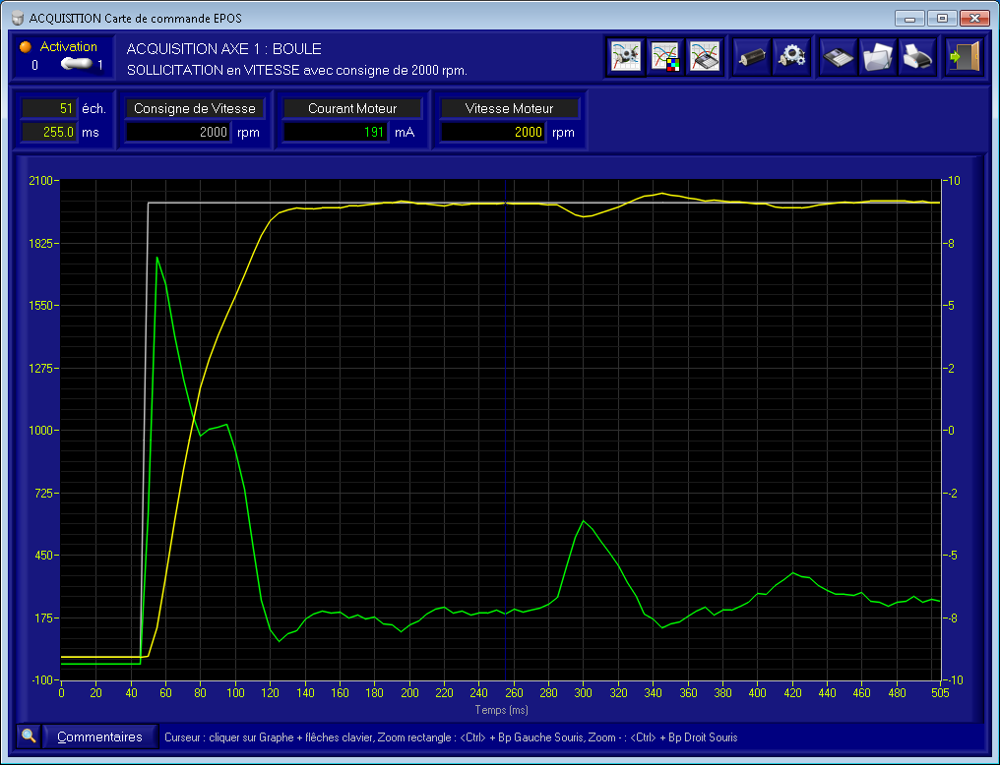 ACQUISITION Carte de commande EPOS
Activation
0 1
ACQUISITION AXE 1 : BOULE
SOLLICITATION en VITESSE avec consigne de 2000 rpm.
51 éch.
255.0 ms
Consigne de Vitesse
2000 rpm
Courant Moteur
191 mA
Vitesse Moteur
2000 rpm
2100
1825
1550
1275
1000
725
450
175
-100
10
8
5
2
0
-2
-5
-8
-10
0 20 40 60 80 100 120 140 160 180 200 220 240 260 280 300 320 340 360 380 400 420 440 460 480 505
Temps (ms)
Commentaires
Curseur : cliquer sur Graphe + flêches clavier, Zoom rectangle : <Ctrl> + Bp Gauche Souris, Zoom - : <Ctrl> + Bp Droit Souris